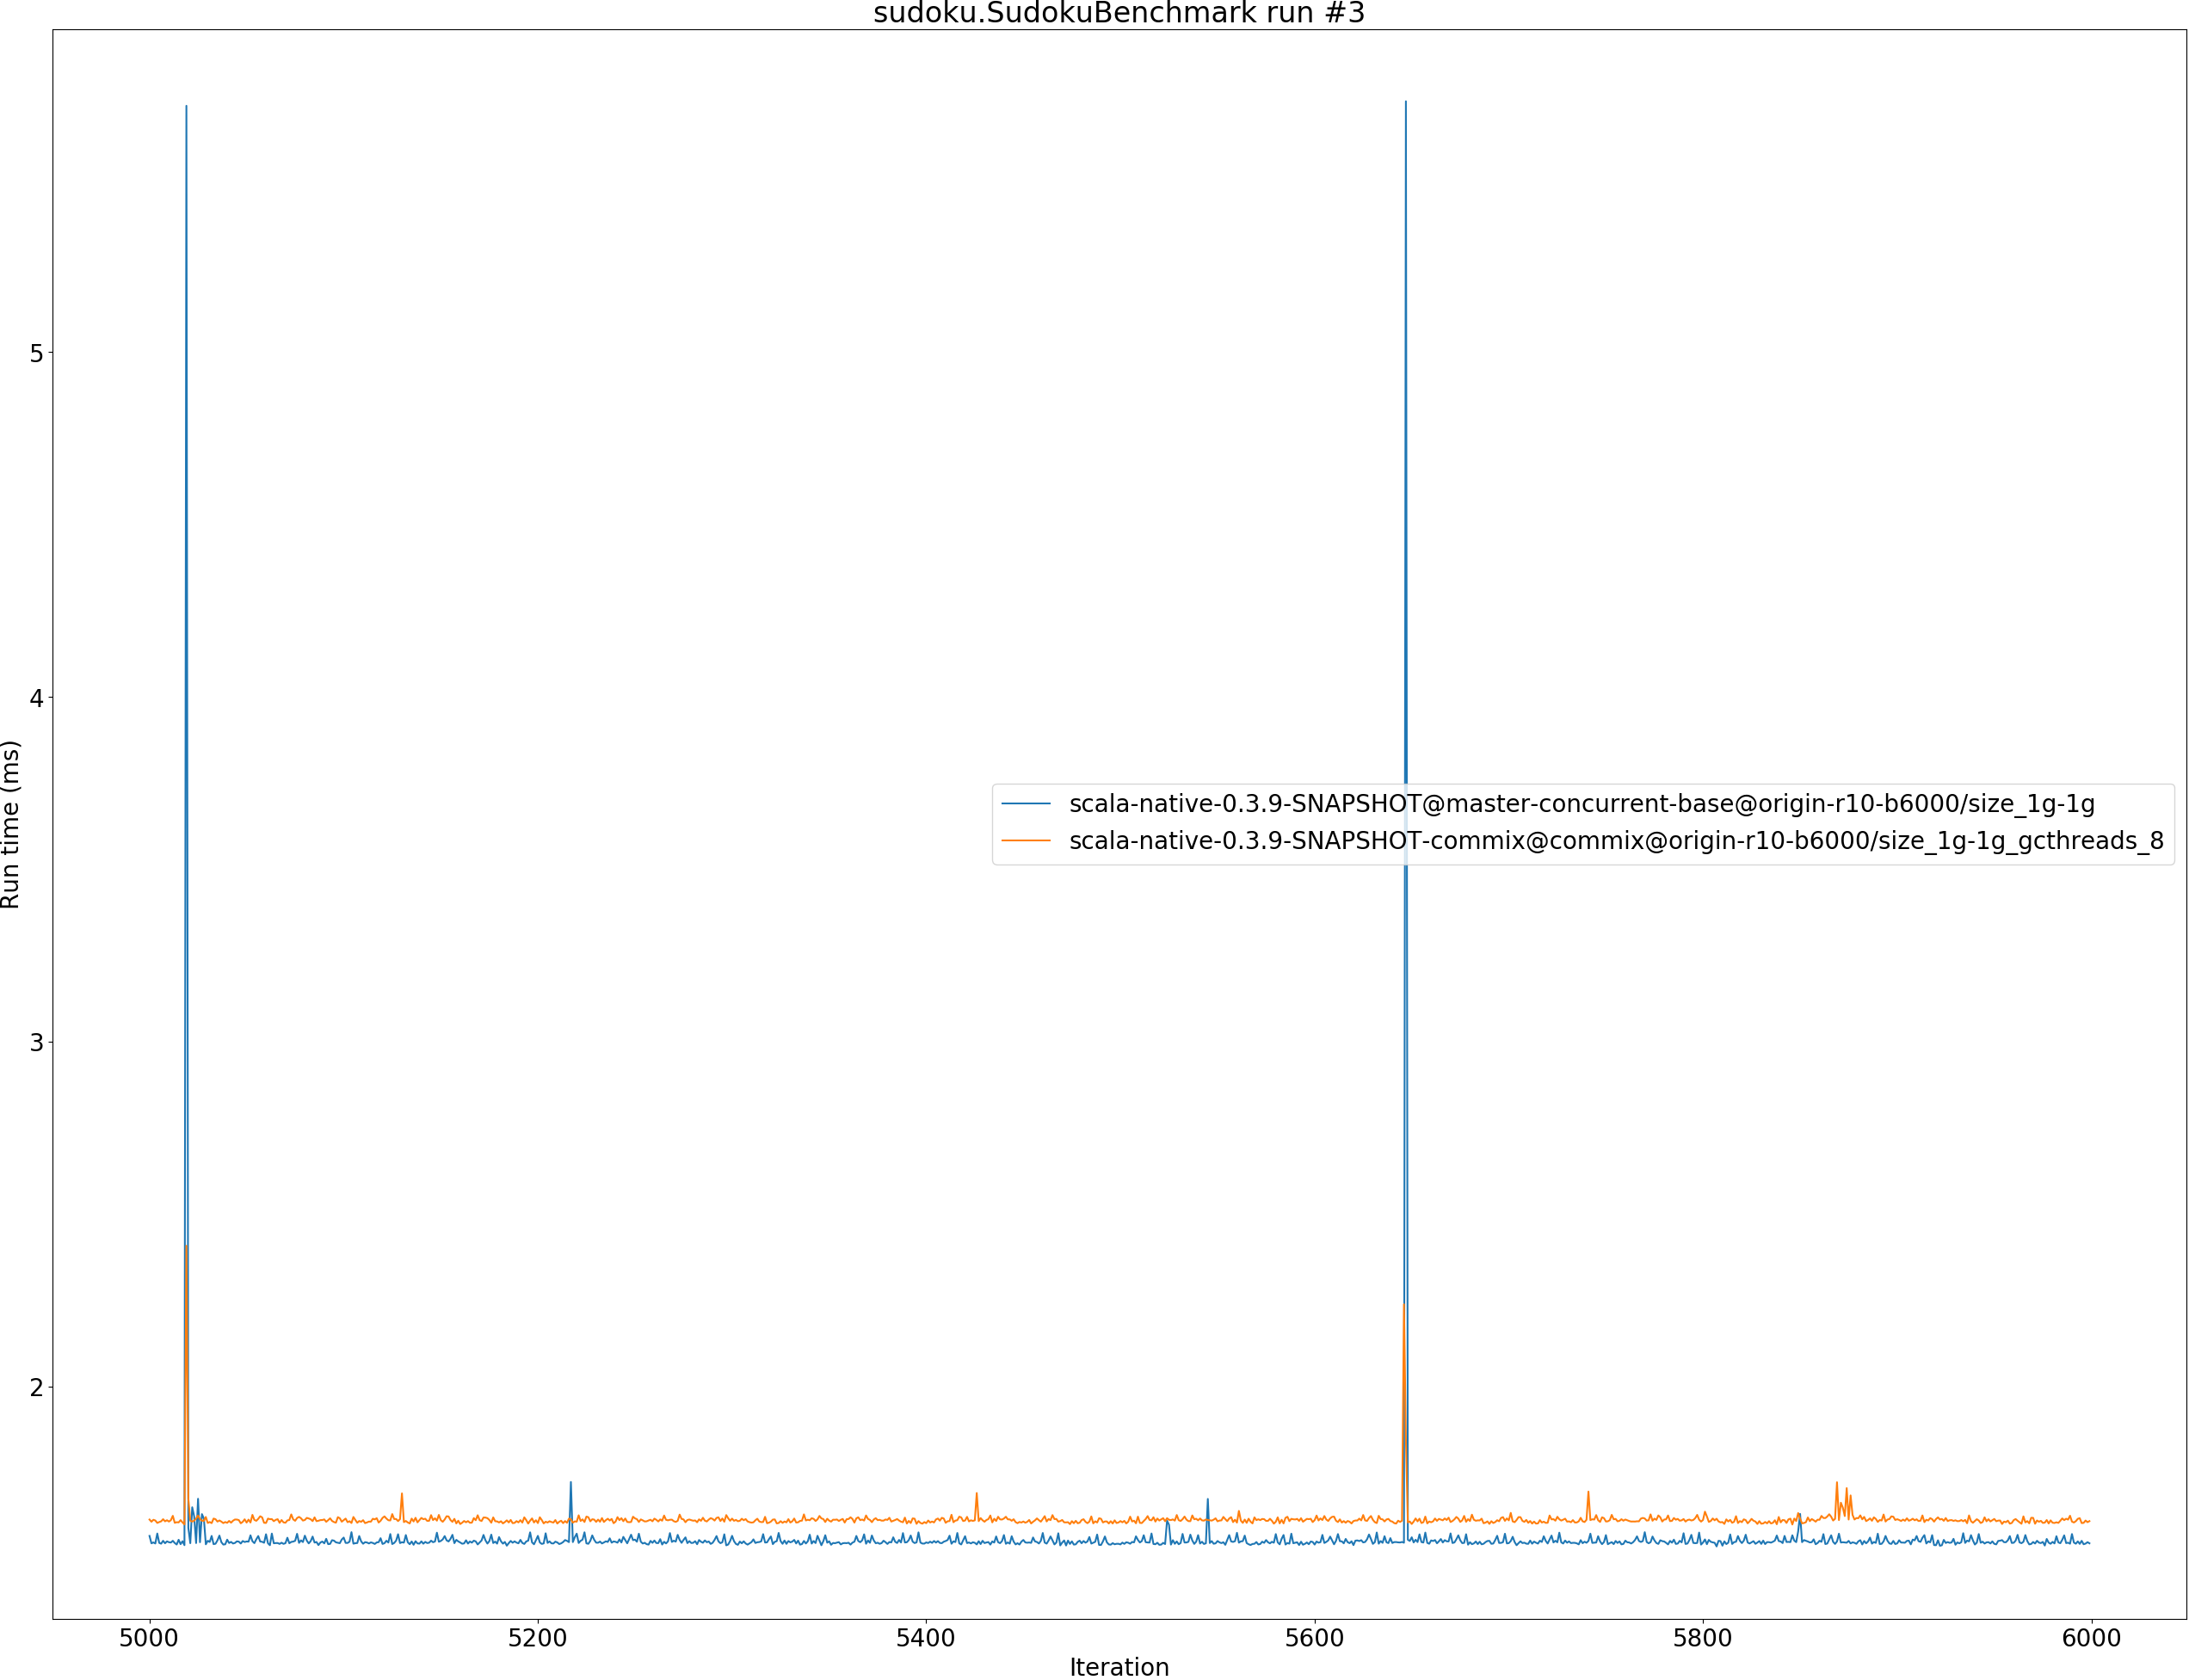 sudoku.SudokuBenchmark run #3
Run time (ms)
5
4
3
2
scala-native-0.3.9-SNAPSHOT@master-concurrent-base@origin-r10-b6000/size_1g-1g
scala-native-0.3.9-SNAPSHOT-commix@commix@origin-r10-b6000/size_1g-1g_gcthreads_8
5000 5200 5400 5600 5800 6000
Iteration